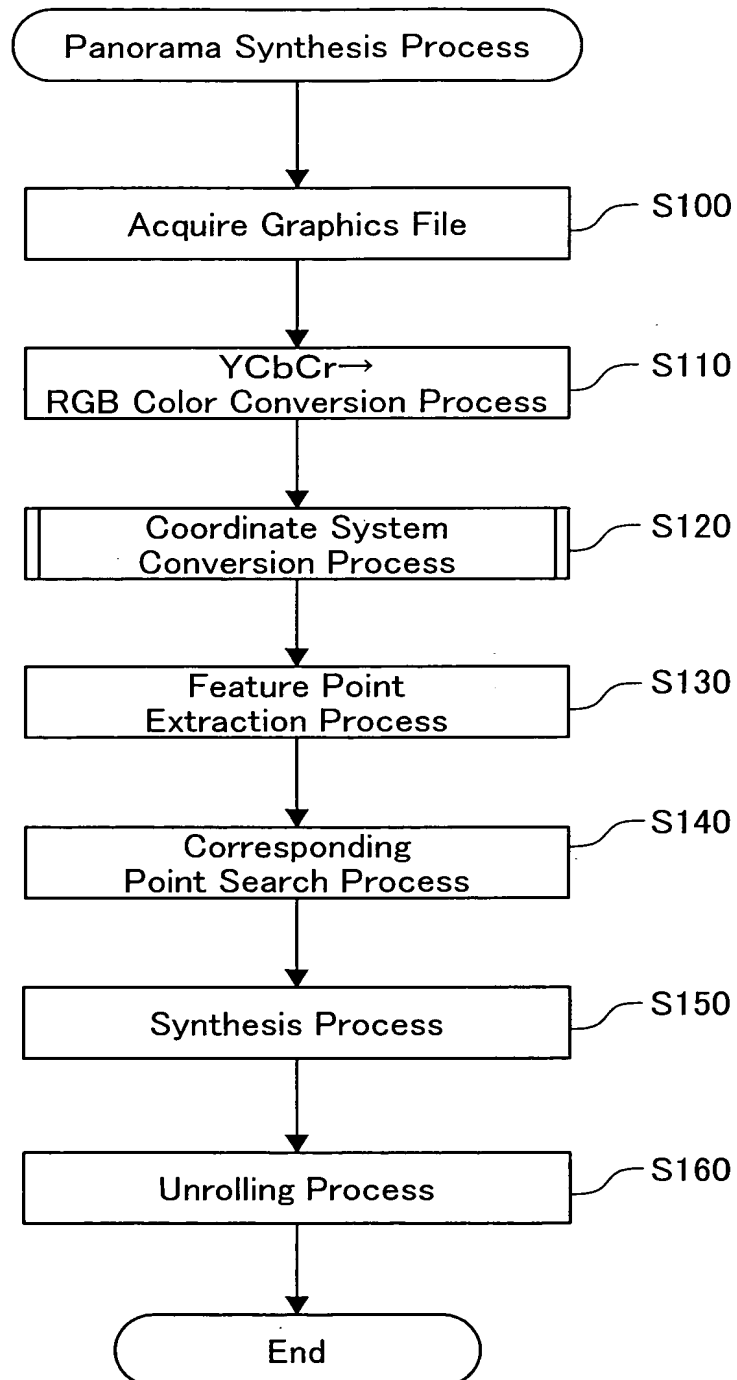 Panorama Synthesis Process
Acquire Graphics File
S100
YCbCr→
RGB Color Conversion Process
S110
Coordinate System
Conversion Process
S120
Feature Point
Extraction Process
S130
Corresponding
Point Search Process
S140
Synthesis Process
S150
Unrolling Process
S160
End